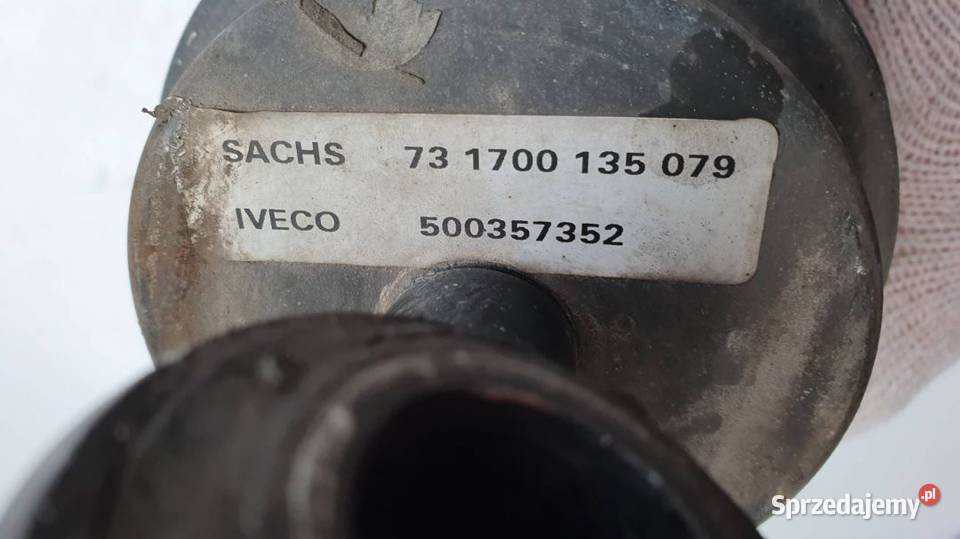 SACHS 73 1700 135 079
IVECO 500357352
Sprzedajemy.pl